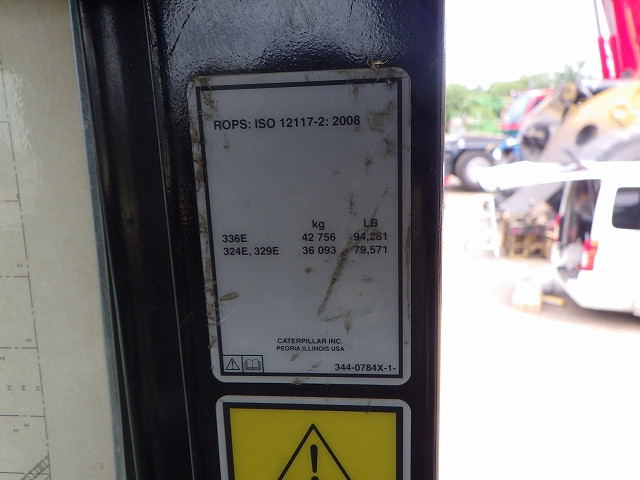 ROPS: ISO 12117-2: 2008
kg LB
336E 42 756 94,261
324E, 329E 36 093 79,571
CATERPILLAR INC.
PEORIA, ILLINOIS USA
344-0784X-1-